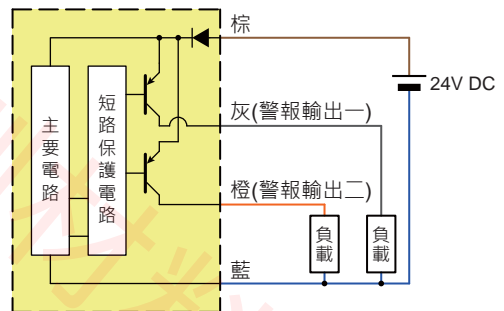 棕
24V DC
灰(警報輸出一)
主要電路
短路保護電路
橙(警報輸出二)
負載
負載
藍